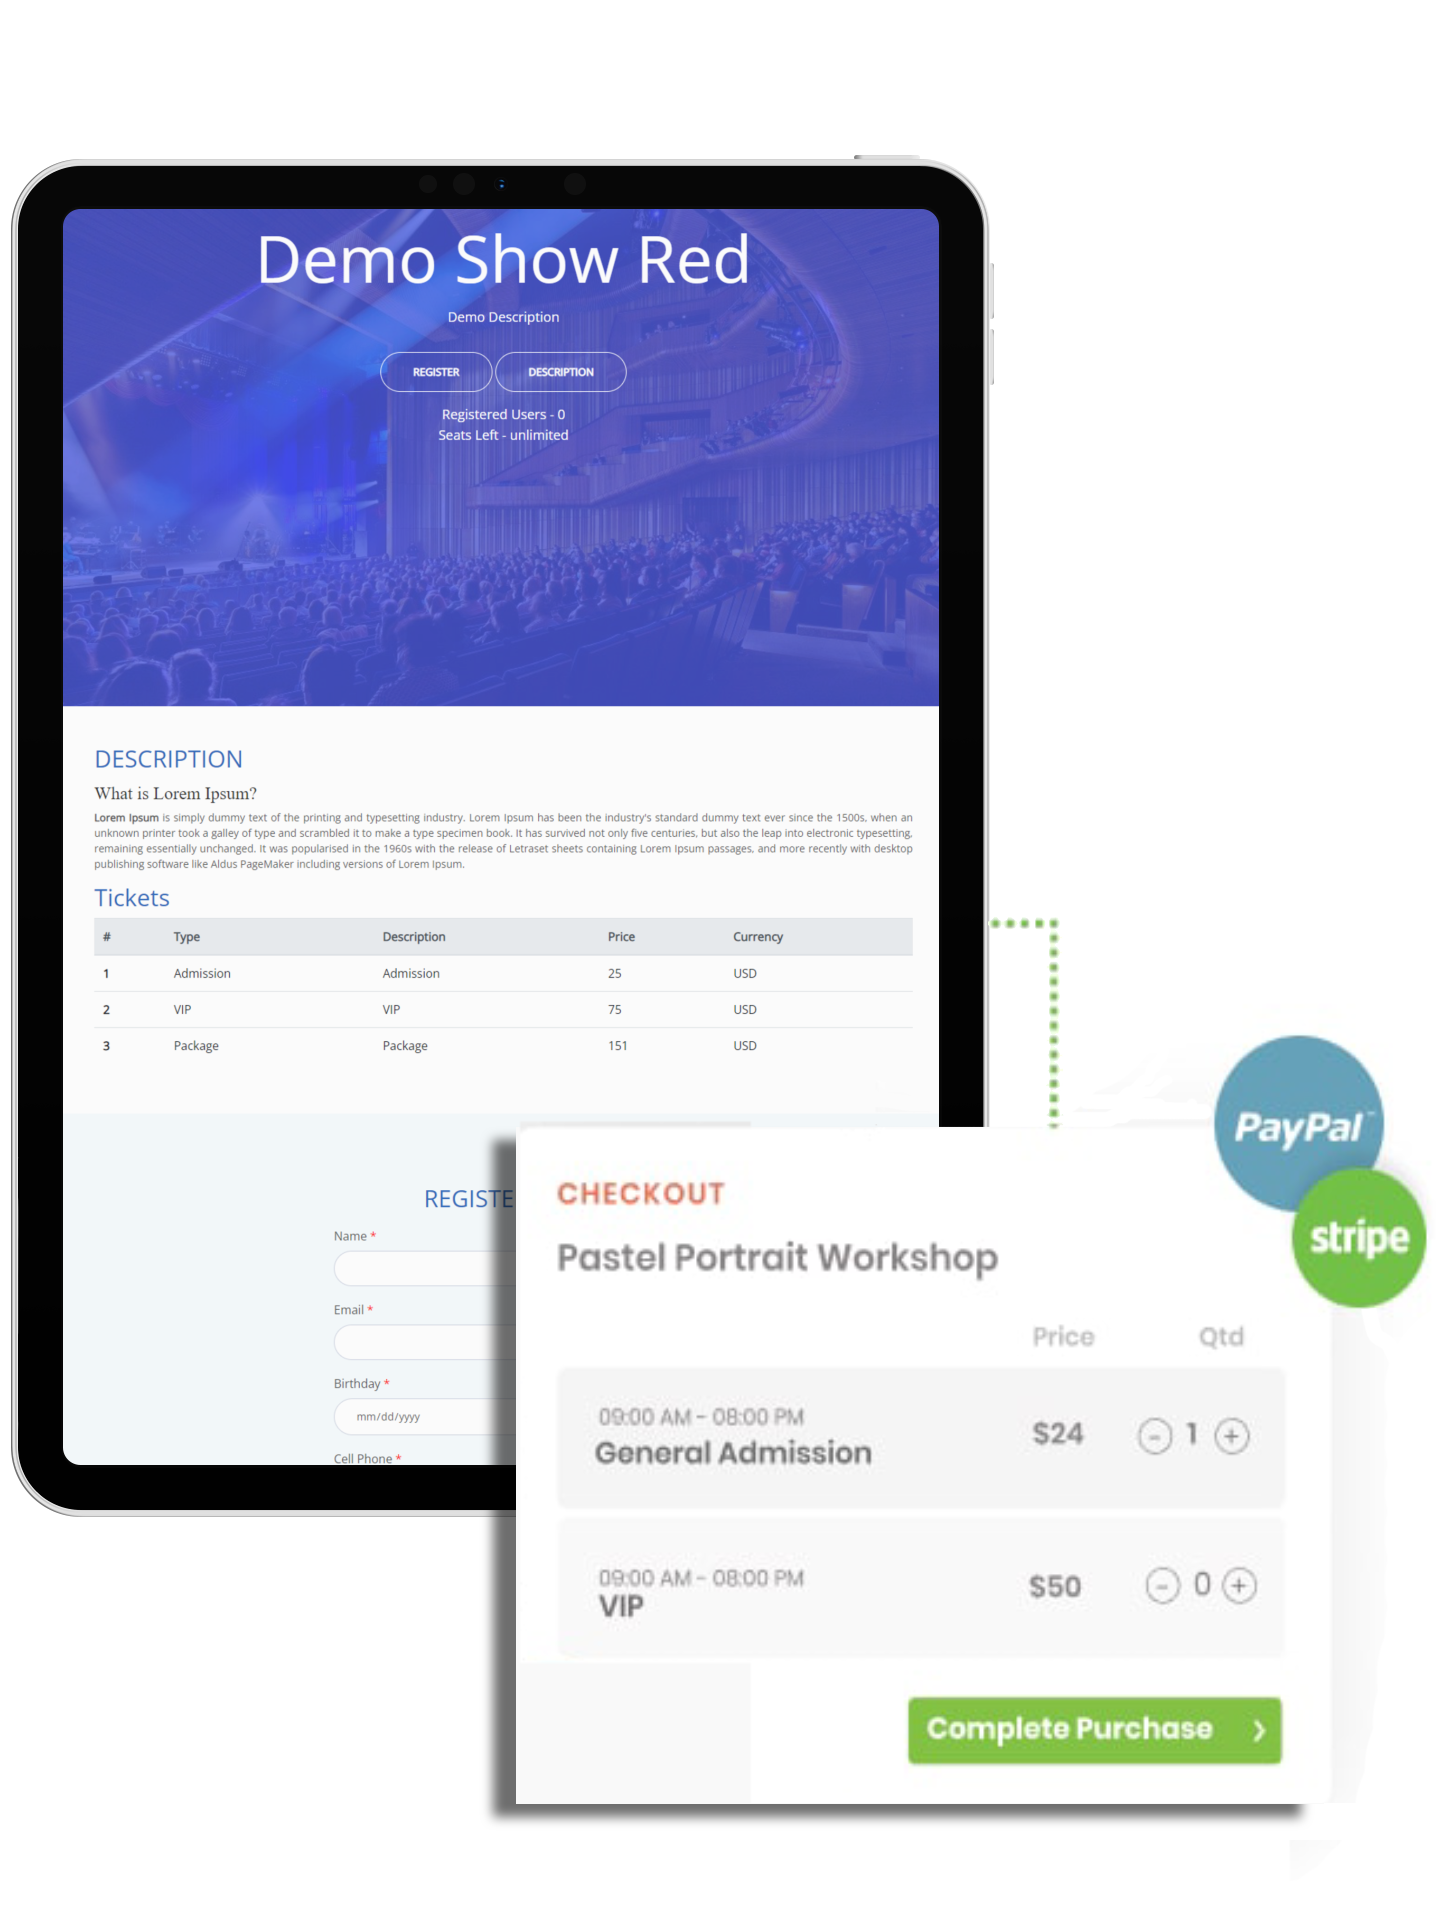 Demo Show Red
Demo Description
REGISTER DESCRIPTION
Registered Users - 0
Seats Left - unlimited
DESCRIPTION
What is Lorem Ipsum?
Lorem Ipsum is simply dummy text of the printing and typesetting industry. Lorem Ipsum has been the industry's standard dummy text ever since the 1500s, when an
unknown printer took a galley of type and scrambled it to make a type specimen book. It has survived not only five centuries, but also the leap into electronic typesetting,
remaining essentially unchanged. It was popularised in the 1960s with the release of Letraset sheets containing Lorem Ipsum passages, and more recently with desktop
publishing software like Aldus PageMaker including versions of Lorem Ipsum.
Tickets
# Type Description Price Currency
1 Admission Admission 25 USD
2 VIP VIP 75 USD
3 Package Package 151 USD
REGISTE
Name *
Email *
Birthday *
mm/dd/yyyy
Cell Phone *
PayPal™
stripe
CHECKOUT
Pastel Portrait Workshop
Price Qtd
09:00 AM - 08:00 PM
General Admission $24 - 1 +
09:00 AM - 08:00 PM
VIP $50 - 0 +
Complete Purchase >